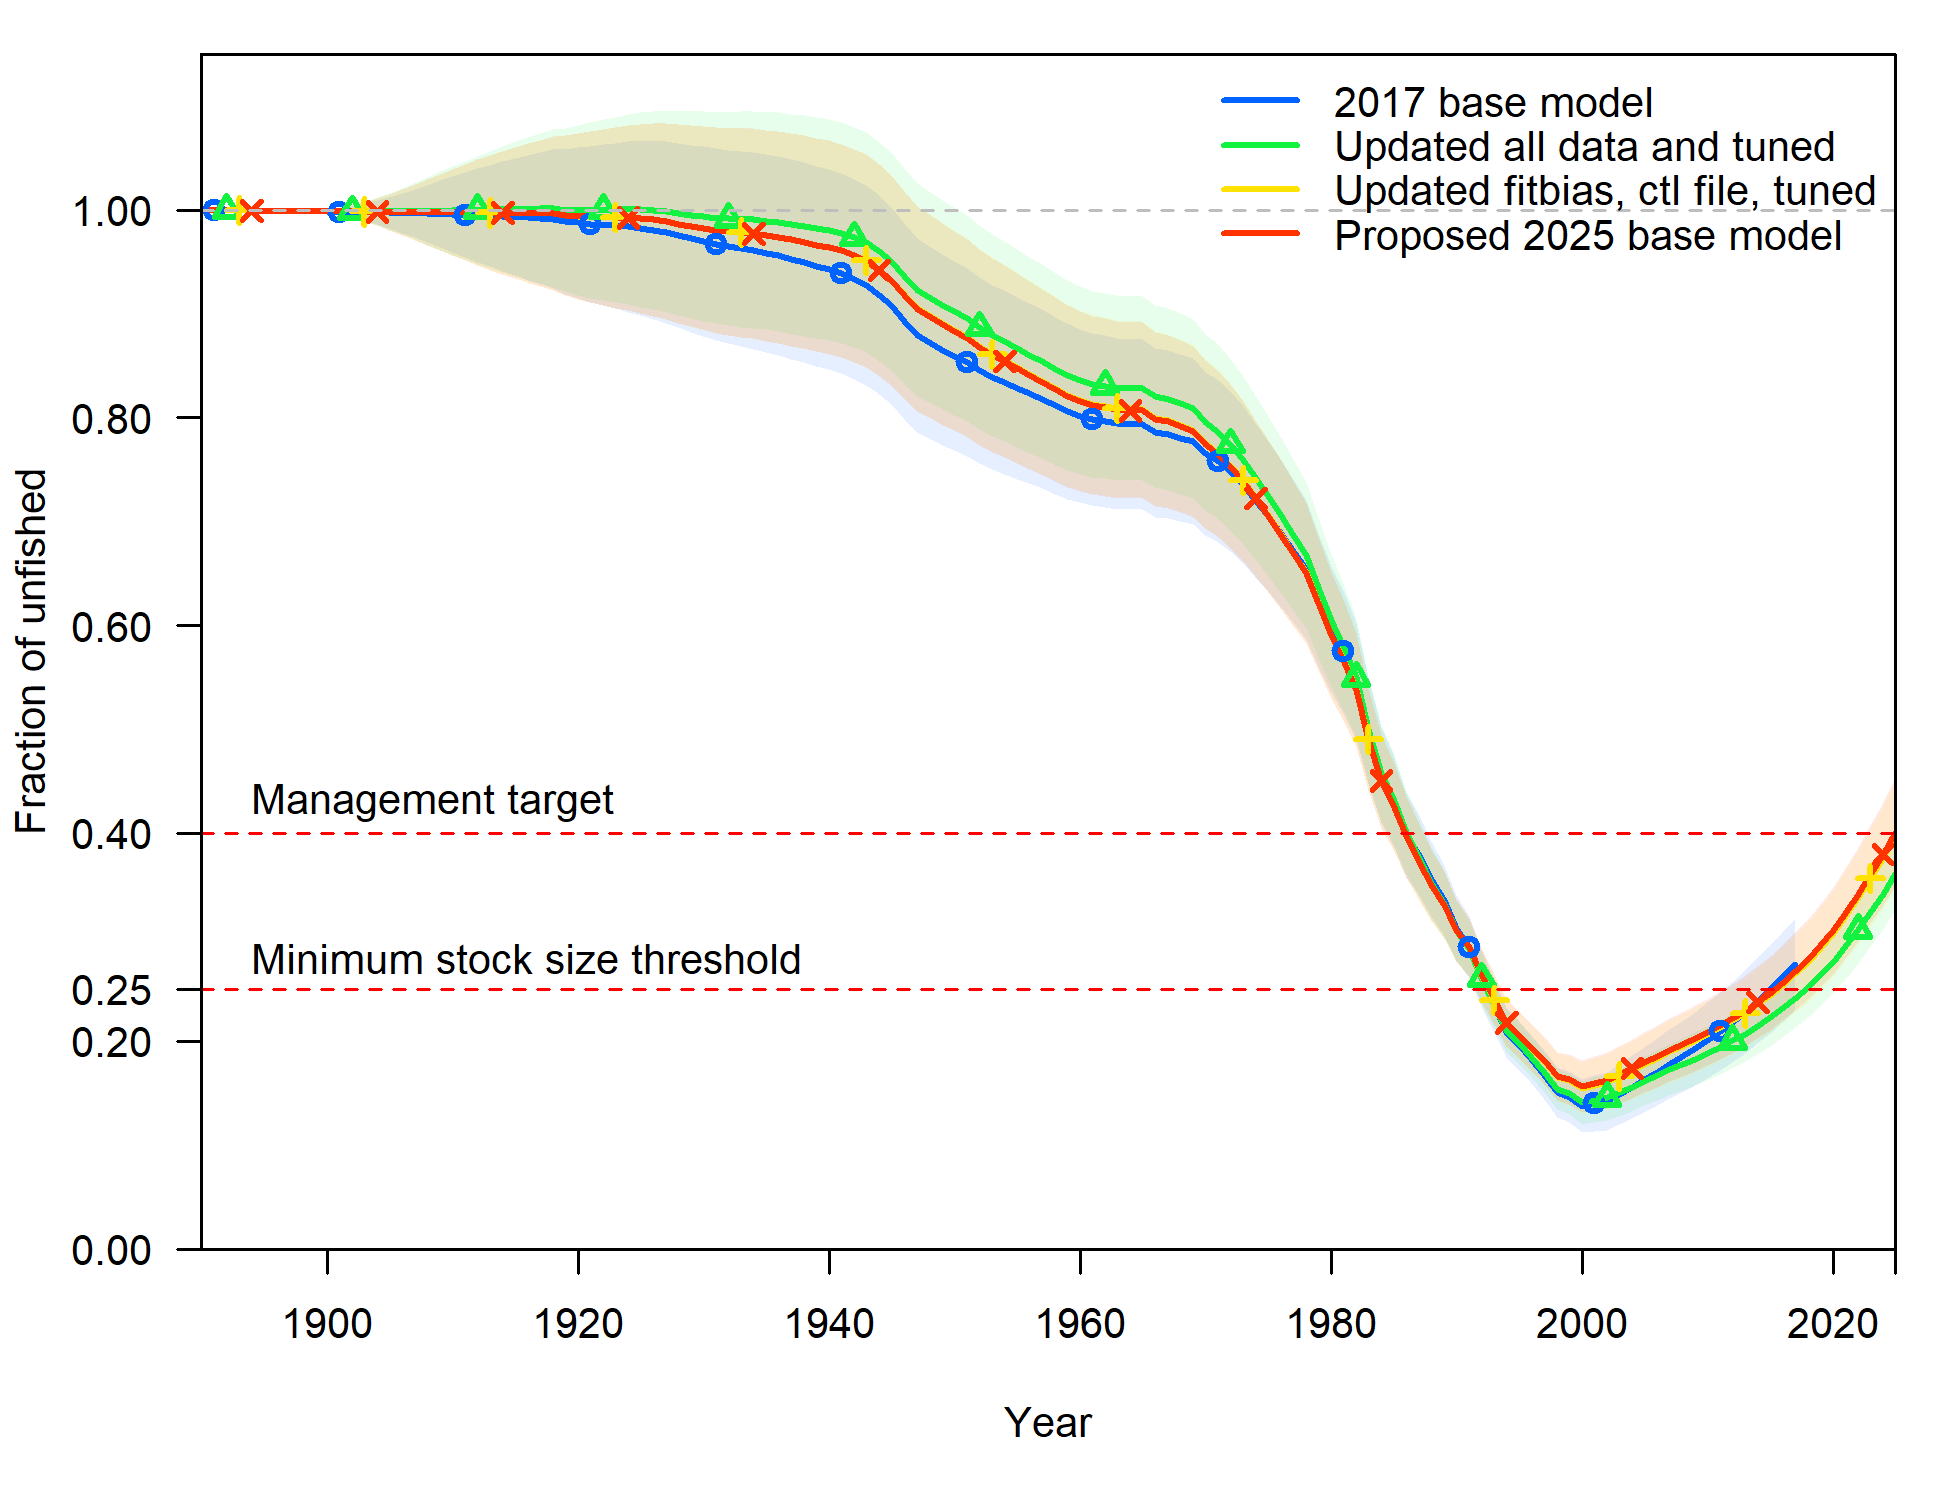 2017 base model
Updated all data and tuned
Updated fitbias, ctl file, tuned
Proposed 2025 base model
Fraction of unfished
1.00
0.80
0.60
0.40
0.25
0.20
0.00
Management target
Minimum stock size threshold
1900
1920
1940
1960
1980
2000
2020
Year